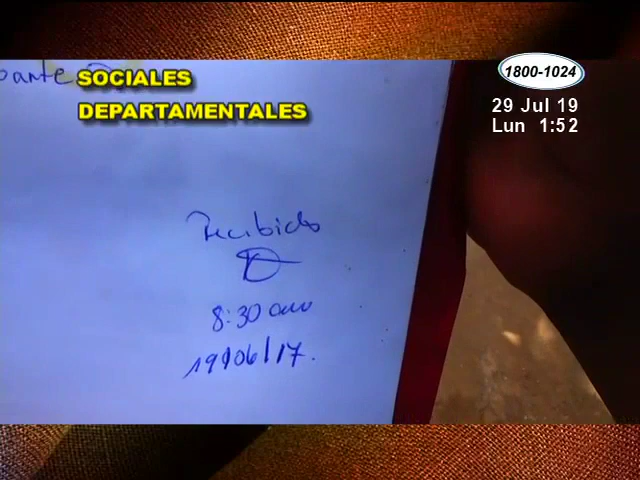 SOCIALES
DEPARTAMENTALES
1800-1024
29 Jul 19
Lun 1:52
Recibido
8:30 am
19/06/17.